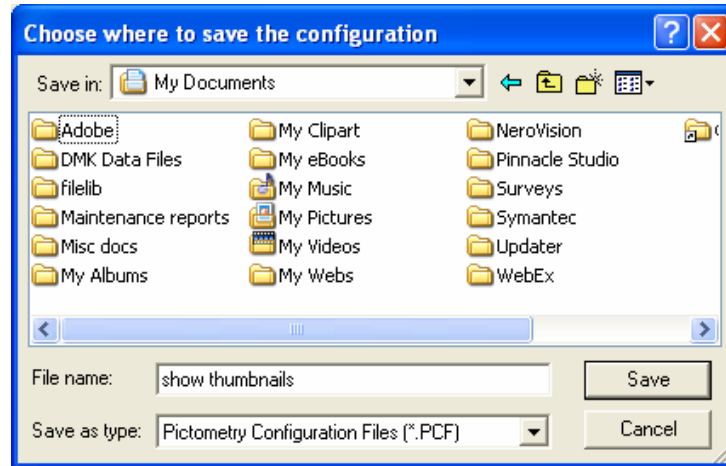 Choose where to save the configuration
Save in: My Documents
Adobe My Clipart NeroVision
DMK Data Files My eBooks Pinnacle Studio
filelib My Music Surveys
Maintenance reports My Pictures Symantec
Misc docs My Videos Updater
My Albums My Webs WebEx
File name: show thumbnails Save
Save as type: Pictometry Configuration Files (*.PCF) Cancel